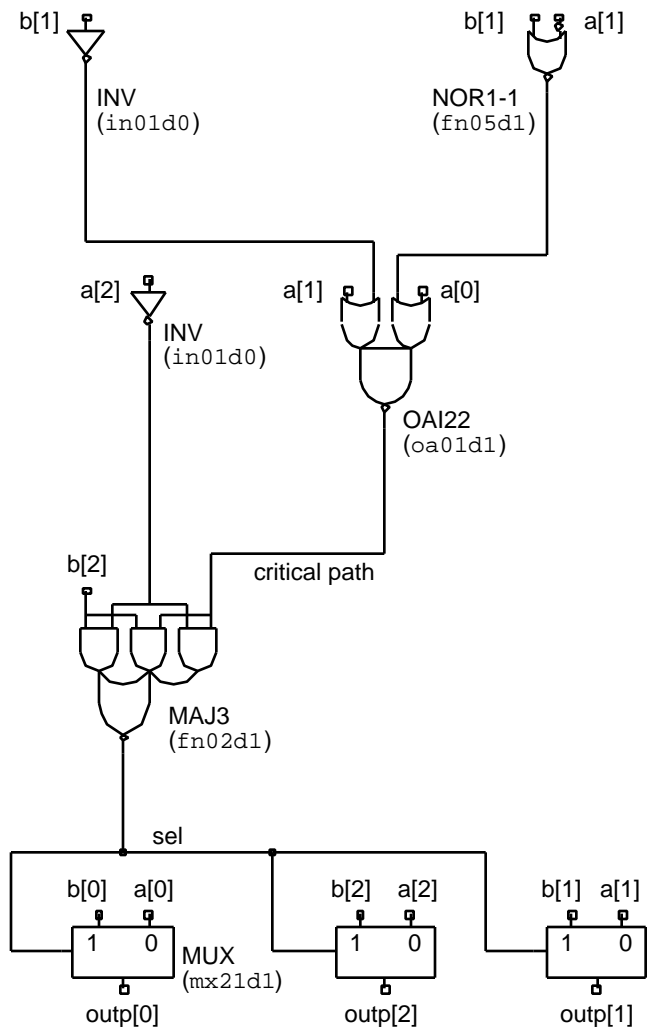 b[1]
b[1] a[1]
INV
(in01d0)
NOR1-1
(fn05d1)
a[2]
a[1] a[0]
INV
(in01d0)
OAI22
(oa01d1)
b[2]
critical path
MAJ3
(fn02d1)
sel
b[0] a[0]
b[2] a[2]
b[1] a[1]
1 0
MUX
(mx21d1)
1 0
1 0
outp[0]
outp[2]
outp[1]